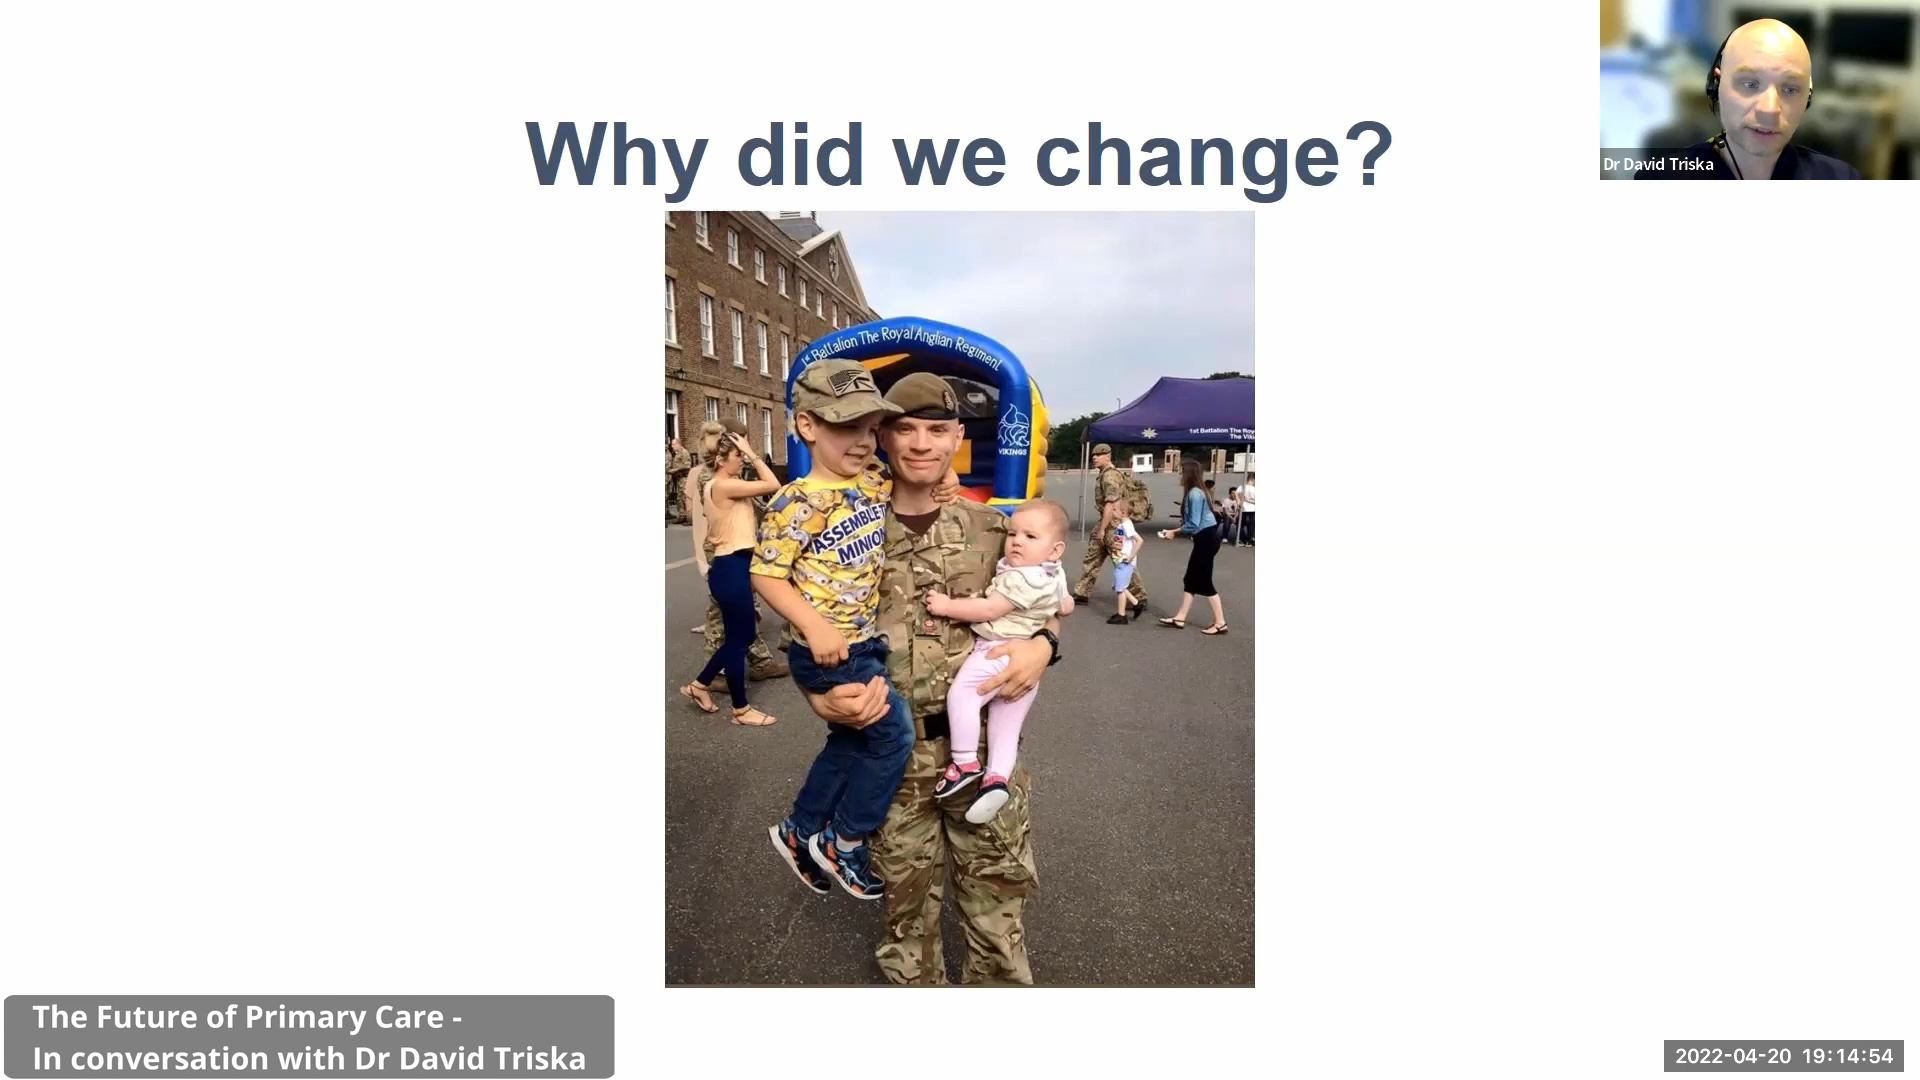 Why did we change?
Dr David Triska
1st Battalion The Royal Anglian Regiment
VIKINGS
1st Battalion The Roy
The Vik
ASSEMBLE
MINIO
The Future of Primary Care -
In conversation with Dr David Triska
2022-04-20 19:14:54